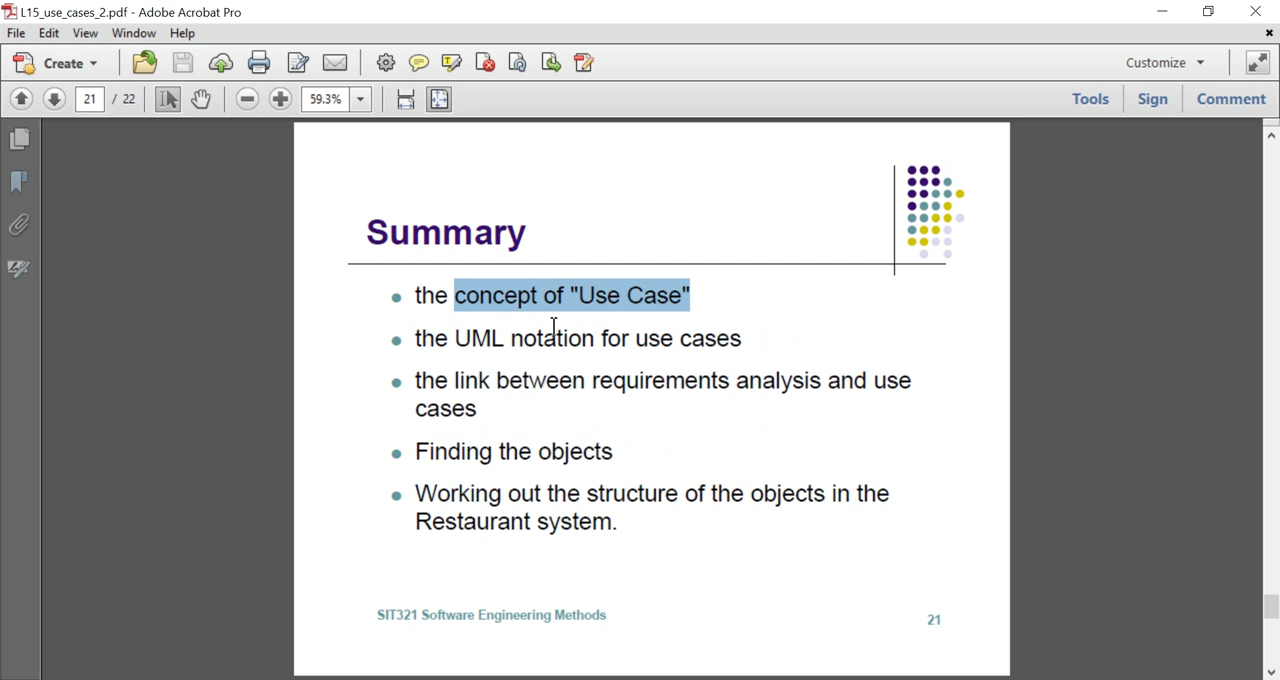 L15_use_cases_2.pdf - Adobe Acrobat Pro
File Edit View Window Help
Create Customize
21 / 22 59.3% Tools Sign Comment
Summary
the concept of "Use Case"
the UML notation for use cases
the link between requirements analysis and use
cases
Finding the objects
Working out the structure of the objects in the
Restaurant system.
SIT321 Software Engineering Methods 21